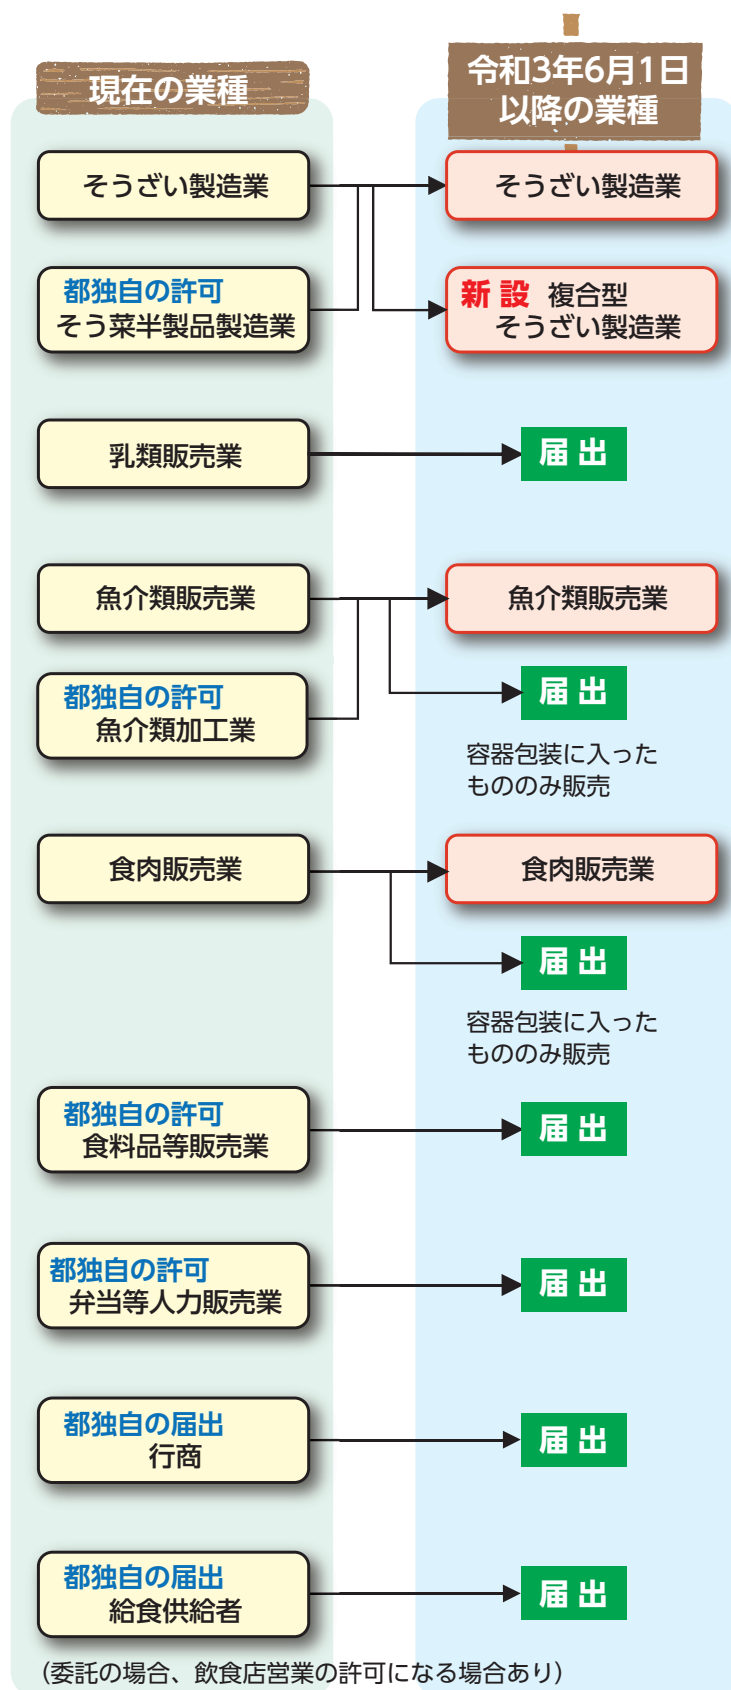 現在の業種
令和3年6月1日
以降の業種
そうざい製造業
そうざい製造業
都独自の許可
そう菜半製品製造業
新設 複合型
そうざい製造業
乳類販売業
届出
魚介類販売業
魚介類販売業
都独自の許可
魚介類加工業
届出
容器包装に入った
もののみ販売
食肉販売業
食肉販売業
届出
容器包装に入った
もののみ販売
都独自の許可
食料品等販売業
届出
都独自の許可
弁当等人力販売業
届出
都独自の届出
行商
届出
都独自の届出
給食供給者
届出
(委託の場合、飲食店営業の許可になる場合あり)